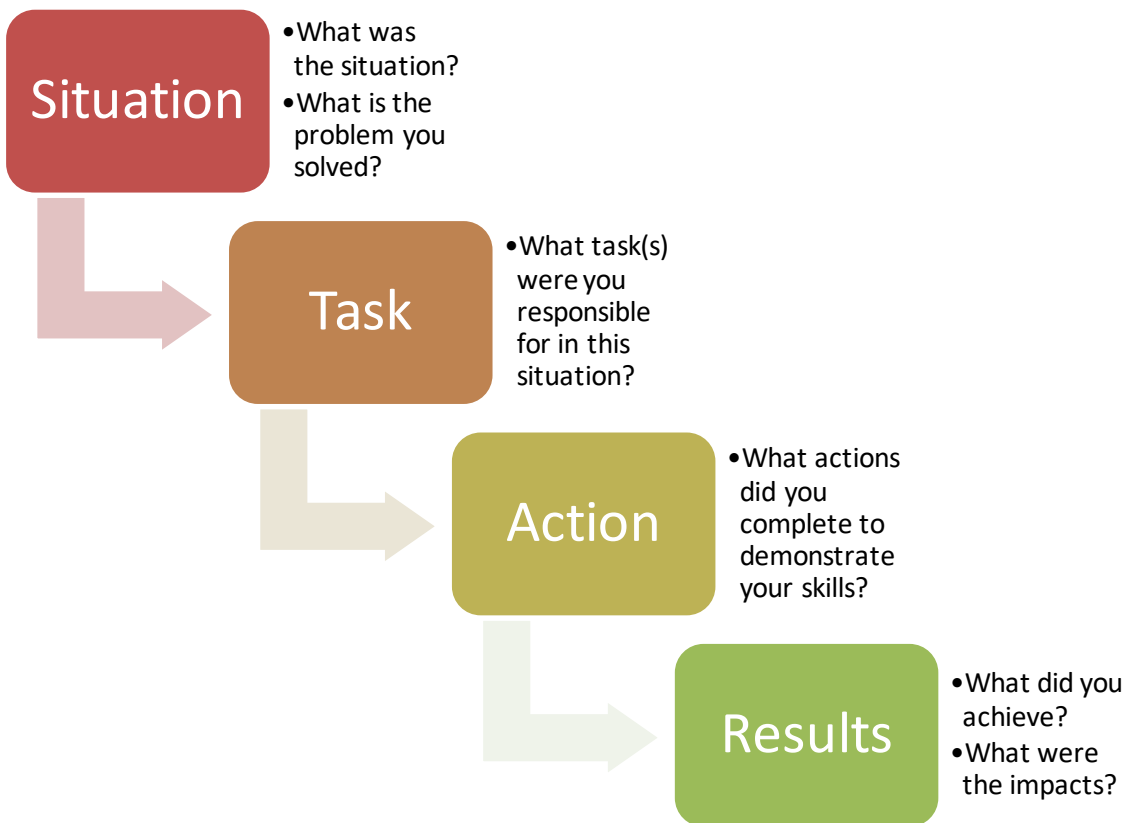 Situation
•What was
the situation?
•What is the
problem you
solved?
Task
•What task(s)
were you
responsible
for in this
situation?
Action
•What actions
did you
complete to
demonstrate
your skills?
Results
•What did you
achieve?
•What were
the impacts?